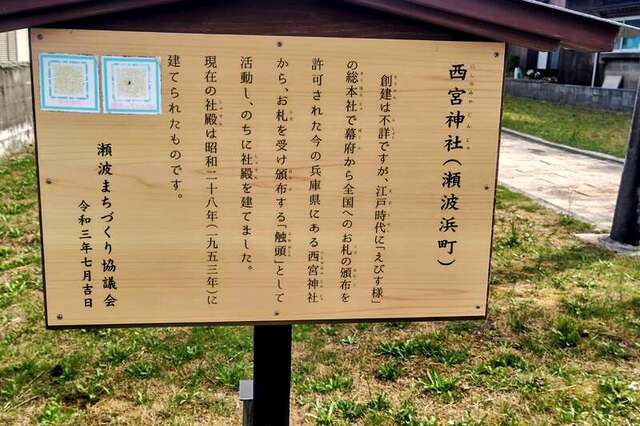 西宮神社(瀬波浜町)
創建は不詳ですが、江戸時代に「えびす様」
の総本社で幕府から全国へのお札の頒布を
許可された今の兵庫県にある西宮神社
から、お札を受け頒布する「触頭」として
活動し、のちに社殿を建てました。
現在の社殿は昭和二十八年(一九五三年)に
建てられたものです。
瀬波まちづくり協議会
令和三年七月吉日